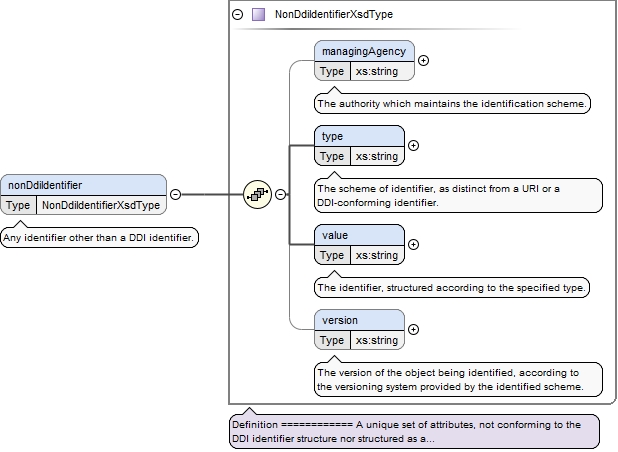 NonDdiIdentifierXsdType
managingAgency
Type xs:string
The authority which maintains the identification scheme.
type
Type xs:string
The scheme of identifier, as distinct from a URI or a
DDI-conforming identifier.
nonDdiIdentifier
Type NonDdiIdentifierXsdType
Any identifier other than a DDI identifier.
value
Type xs:string
The identifier, structured according to the specified type.
version
Type xs:string
The version of the object being identified, according to
the versioning system provided by the identified scheme.
Definition ============ A unique set of attributes, not conforming to the
DDI identifier structure nor structured as a...